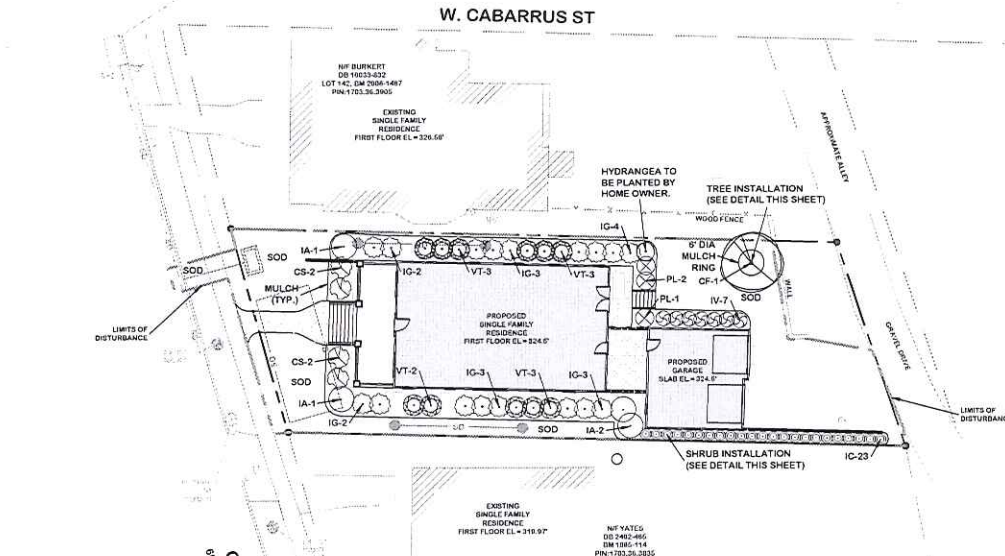 W. CABARRUS ST
N/F BURKERT
DB 10033-632
LOT 142, BM 2006-1487
PIN:1703.36.3905
EXISTING
SINGLE FAMILY
RESIDENCE
FIRST FLOOR EL = 326.58'
APPROXIMATE ALLEY
HYDRANGEA TO
BE PLANTED BY
HOME OWNER.
TREE INSTALLATION
(SEE DETAIL THIS SHEET)
WOOD FENCE
IG-4
IA-1
6' DIA
MULCH
RING
CF-1
SOD
SOD
SOD
CS-2
IG-2
VT-3
IG-3
VT-3
PL-2
MULCH
(TYP.)
PL-1
IV-7
WALL
LIMITS OF
DISTURBANCE
PROPOSED
SINGLE FAMILY
RESIDENCE
FIRST FLOOR EL = 324.6'
GRAVEL DRIVE
CS-2
SOD
PROPOSED
GARAGE
SLAB EL = 324.6'
VT-2
IG-3
VT-3
IG-3
IA-1
IG-2
SOD
IA-2
LIMITS OF
DISTURBANC
SHRUB INSTALLATION
(SEE DETAIL THIS SHEET)
IC-23
EXISTING
SINGLE FAMILY
RESIDENCE
FIRST FLOOR EL = 319.97'
N/F YATES
DB 2402-465
BM 1885-114
PIN:1703.36.3835